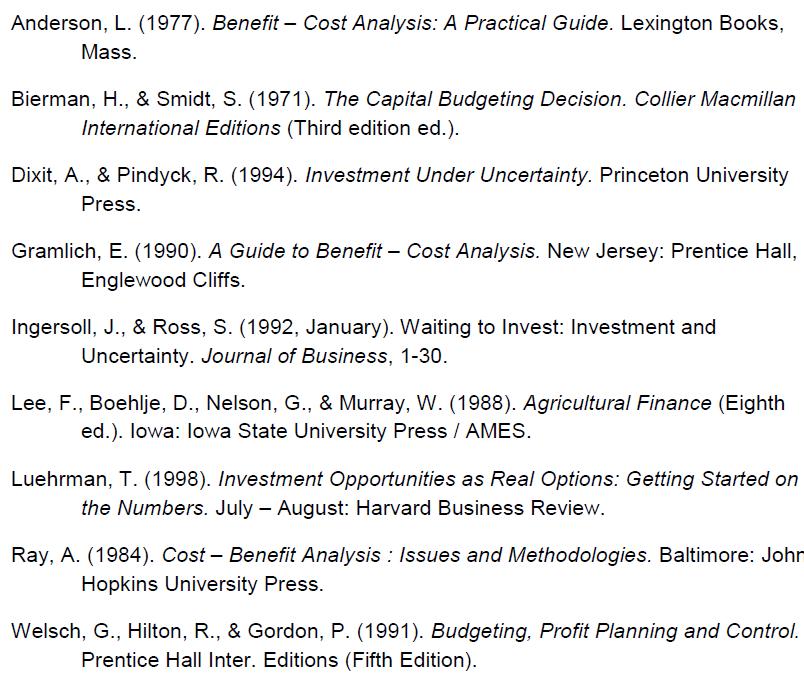 Anderson, L. (1977). Benefit – Cost Analysis: A Practical Guide. Lexington Books,
Mass.
Bierman, H., & Smidt, S. (1971). The Capital Budgeting Decision. Collier Macmillan
International Editions (Third edition ed.).
Dixit, A., & Pindyck, R. (1994). Investment Under Uncertainty. Princeton University
Press.
Gramlich, E. (1990). A Guide to Benefit – Cost Analysis. New Jersey: Prentice Hall,
Englewood Cliffs.
Ingersoll, J., & Ross, S. (1992, January). Waiting to Invest: Investment and
Uncertainty. Journal of Business, 1-30.
Lee, F., Boehlje, D., Nelson, G., & Murray, W. (1988). Agricultural Finance (Eighth
ed.). Iowa: Iowa State University Press / AMES.
Luehrman, T. (1998). Investment Opportunities as Real Options: Getting Started on
the Numbers. July – August: Harvard Business Review.
Ray, A. (1984). Cost – Benefit Analysis : Issues and Methodologies. Baltimore: John
Hopkins University Press.
Welsch, G., Hilton, R., & Gordon, P. (1991). Budgeting, Profit Planning and Control.
Prentice Hall Inter. Editions (Fifth Edition).